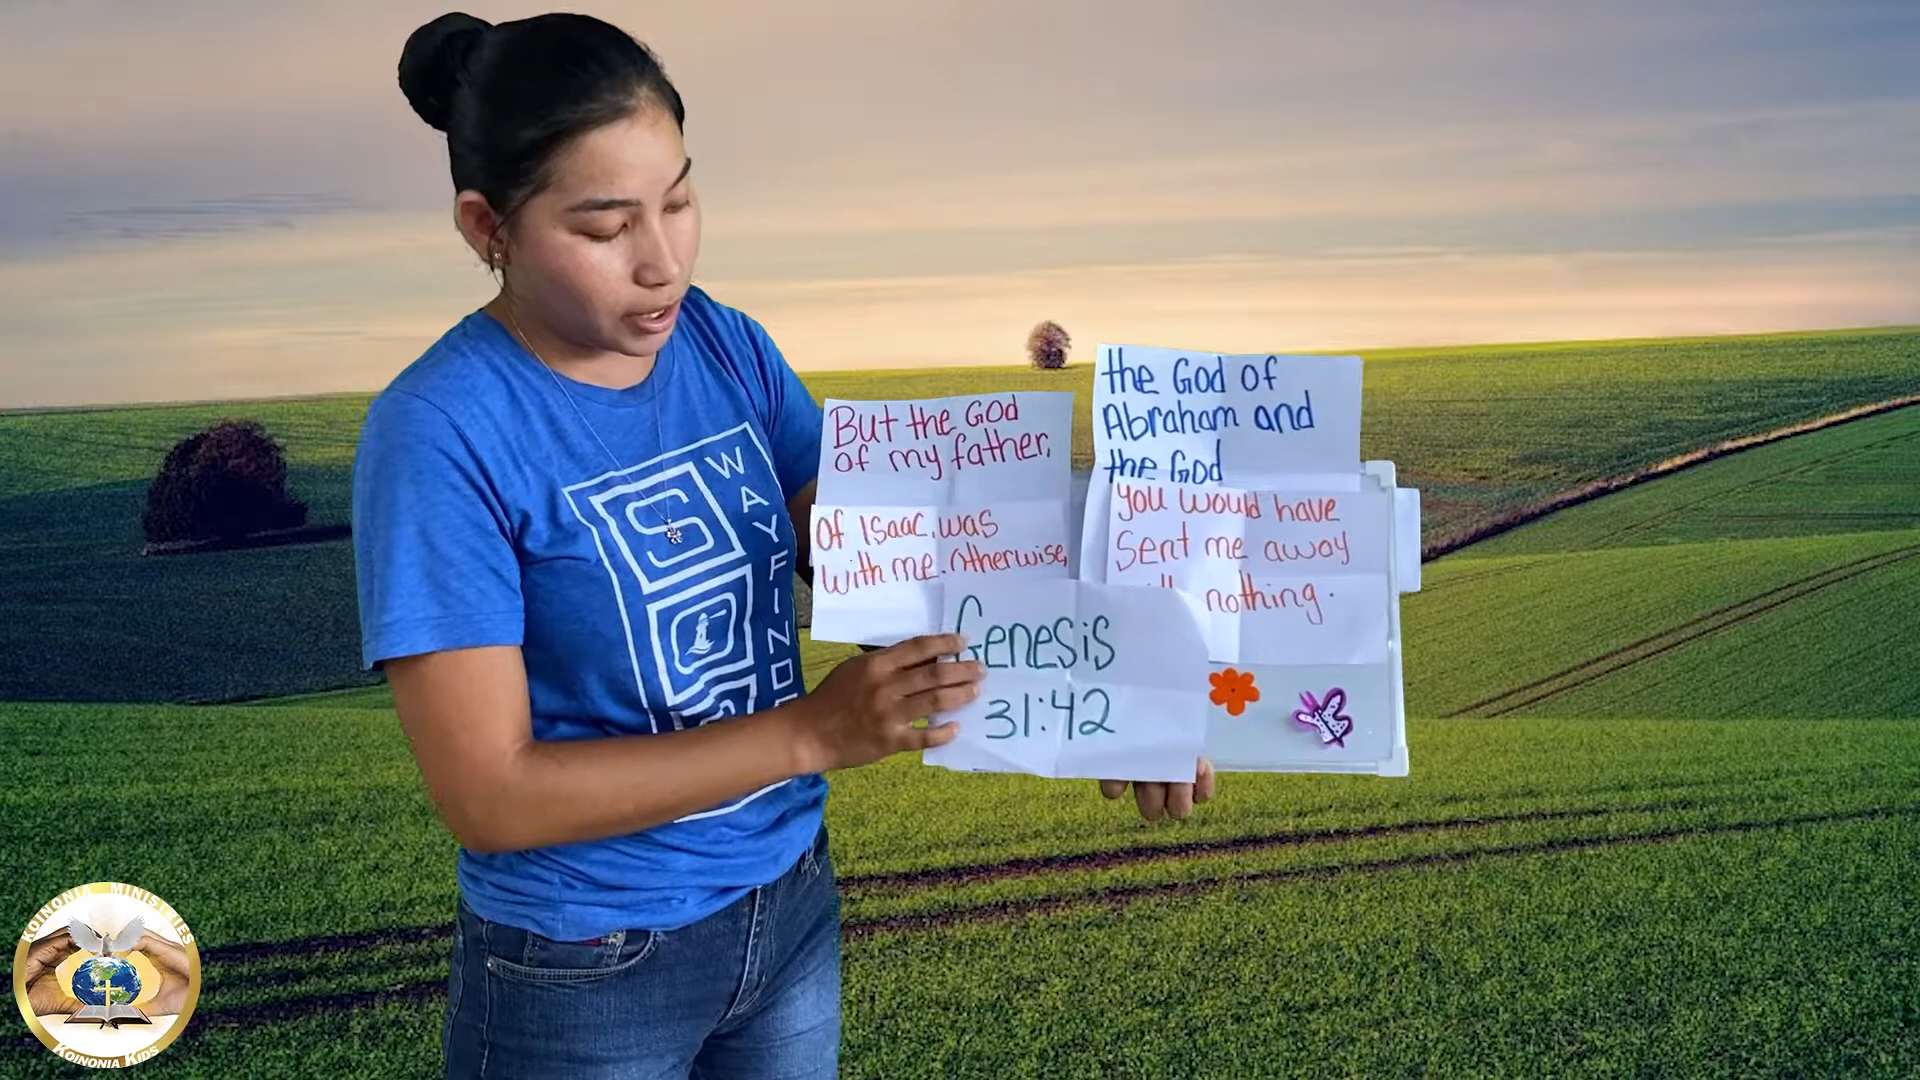 But the God
of my father,
the God of
Abraham and
the God
Of Isaac, was
with me. Otherwise,
you would have
Sent me away
nothing.
Genesis
31:42
WAYFIND
S
KOINONIA MINISTRIES
KOINONIA KIDS